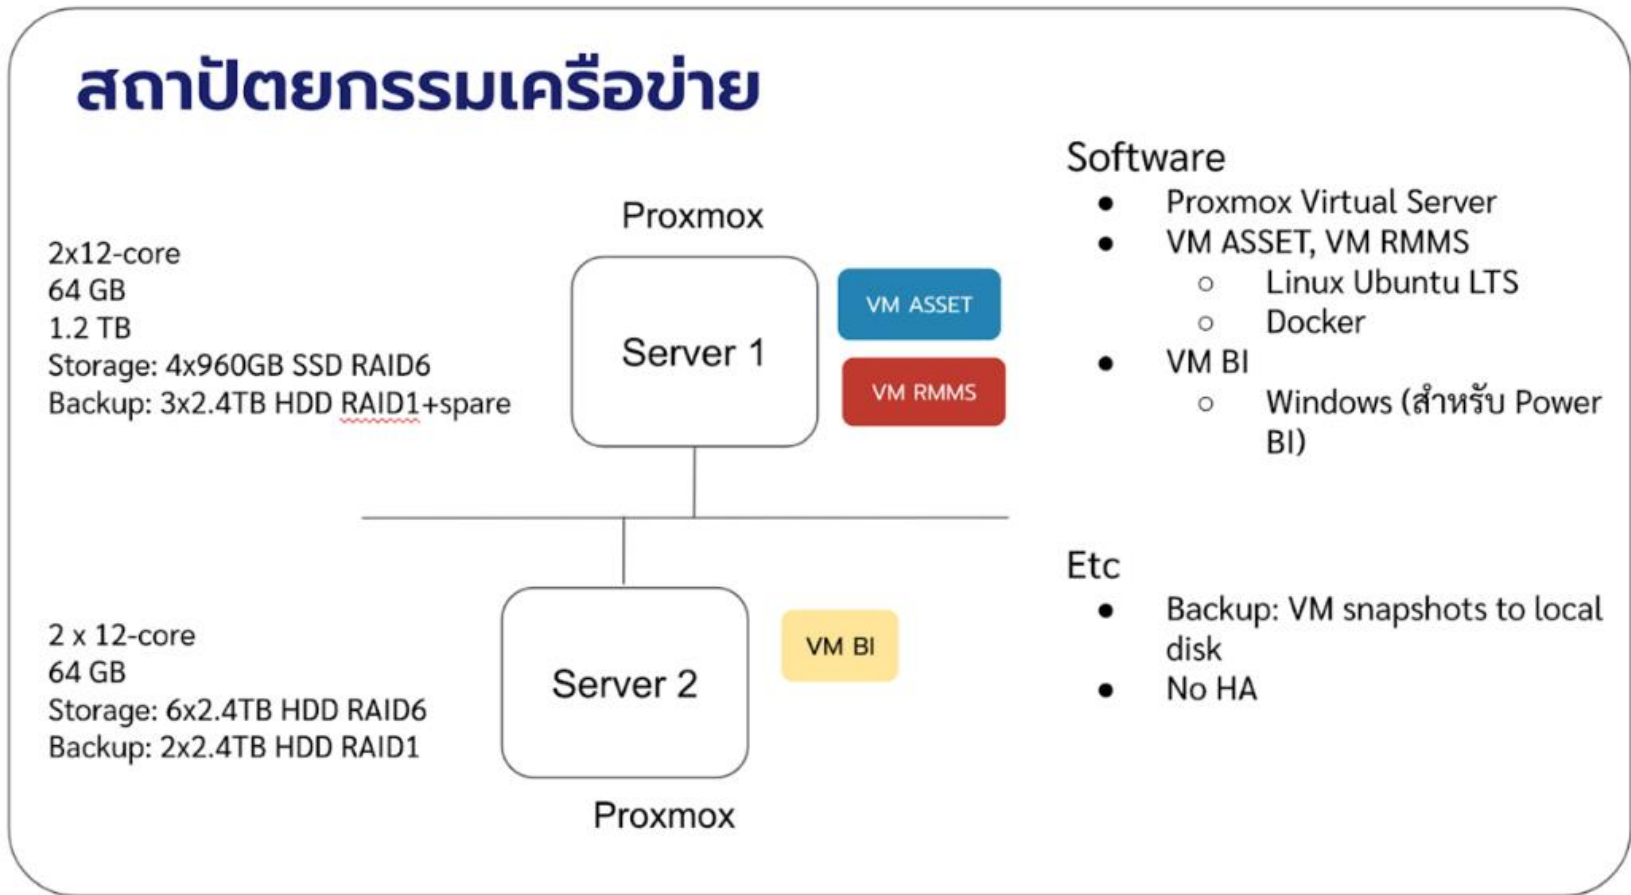 สถาปัตยกรรมเครือข่าย
Proxmox
2x12-core
64 GB
1.2 TB
Storage: 4x960GB SSD RAID6
Backup: 3x2.4TB HDD RAID1+spare
Server 1
VM ASSET
VM RMMS
2 x 12-core
64 GB
Storage: 6x2.4TB HDD RAID6
Backup: 2x2.4TB HDD RAID1
Server 2
VM BI
Proxmox
Software
● Proxmox Virtual Server
● VM ASSET, VM RMMS
○ Linux Ubuntu LTS
○ Docker
● VM BI
○ Windows (สำหรับ Power
BI)
Etc
● Backup: VM snapshots to local
disk
● No HA